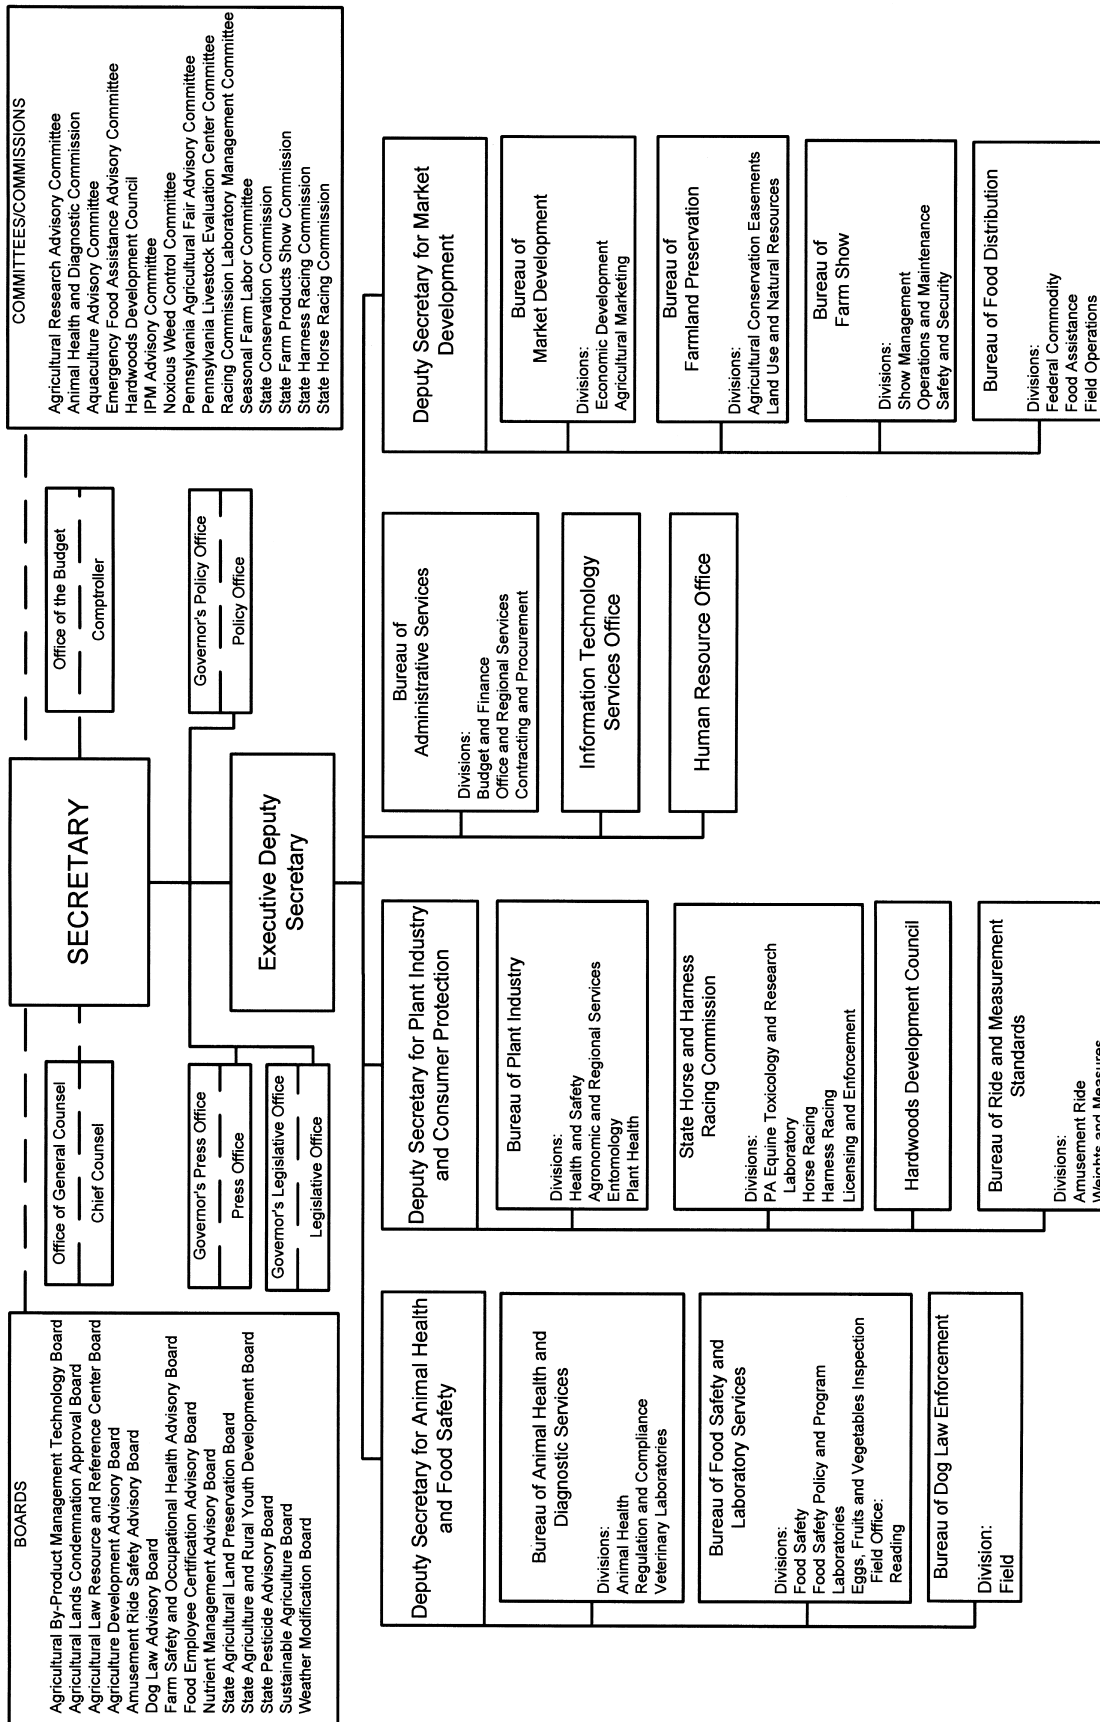 BOARDS
Agricultural By-Product Management Technology Board
Agricultural Lands Condemnation Approval Board
Agricultural Law Resource and Reference Center Board
Agriculture Development Advisory Board
Amusement Ride Safety Advisory Board
Dog Law Advisory Board
Farm Safety and Occupational Health Advisory Board
Food Employee Certification Advisory Board
Nutrient Management Advisory Board
State Agricultural Land Preservation Board
State Agriculture and Rural Youth Development Board
State Pesticide Advisory Board
Sustainable Agriculture Board
Weather Modification Board
Office of General Counsel
Chief Counsel
SECRETARY
Office of the Budget
Comptroller
COMMITTEES/COMMISSIONS
Agricultural Research Advisory Committee
Animal Health and Diagnostic Commission
Aquaculture Advisory Committee
Emergency Food Assistance Advisory Committee
Hardwoods Development Council
IPM Advisory Committee
Noxious Weed Control Committee
Pennsylvania Agricultural Fair Advisory Committee
Pennsylvania Livestock Evaluation Center Committee
Racing Commission Laboratory Management Committee
Seasonal Farm Labor Committee
State Conservation Commission
State Farm Products Show Commission
State Harness Racing Commission
State Horse Racing Commission
Governor's Press Office
Press Office
Governor's Legislative Office
Legislative Office
Governor's Policy Office
Policy Office
Executive Deputy
Secretary
Deputy Secretary for Animal Health
and Food Safety
Bureau of Animal Health and
Diagnostic Services
Divisions:
Animal Health
Regulation and Compliance
Veterinary Laboratories
Bureau of Food Safety and
Laboratory Services
Divisions:
Food Safety
Food Safety Policy and Program
Laboratories
Eggs, Fruits and Vegetables Inspection
Field Office:
Reading
Bureau of Dog Law Enforcement
Division:
Field
Deputy Secretary for Plant Industry
and Consumer Protection
Bureau of Plant Industry
Divisions:
Health and Safety
Agronomic and Regional Services
Entomology
Plant Health
State Horse and Harness
Racing Commission
Divisions:
PA Equine Toxicology and Research
Laboratory
Horse Racing
Harness Racing
Licensing and Enforcement
Hardwoods Development Council
Bureau of Ride and Measurement
Standards
Divisions:
Amusement Ride
Weights and Measures
Bureau of
Administrative Services
Divisions:
Budget and Finance
Office and Regional Services
Contracting and Procurement
Information Technology
Services Office
Human Resource Office
Deputy Secretary for Market
Development
Bureau of
Market Development
Divisions:
Economic Development
Agricultural Marketing
Bureau of
Farmland Preservation
Divisions:
Agricultural Conservation Easements
Land Use and Natural Resources
Bureau of
Farm Show
Divisions:
Show Management
Operations and Maintenance
Safety and Security
Bureau of Food Distribution
Divisions:
Federal Commodity
Food Assistance
Field Operations